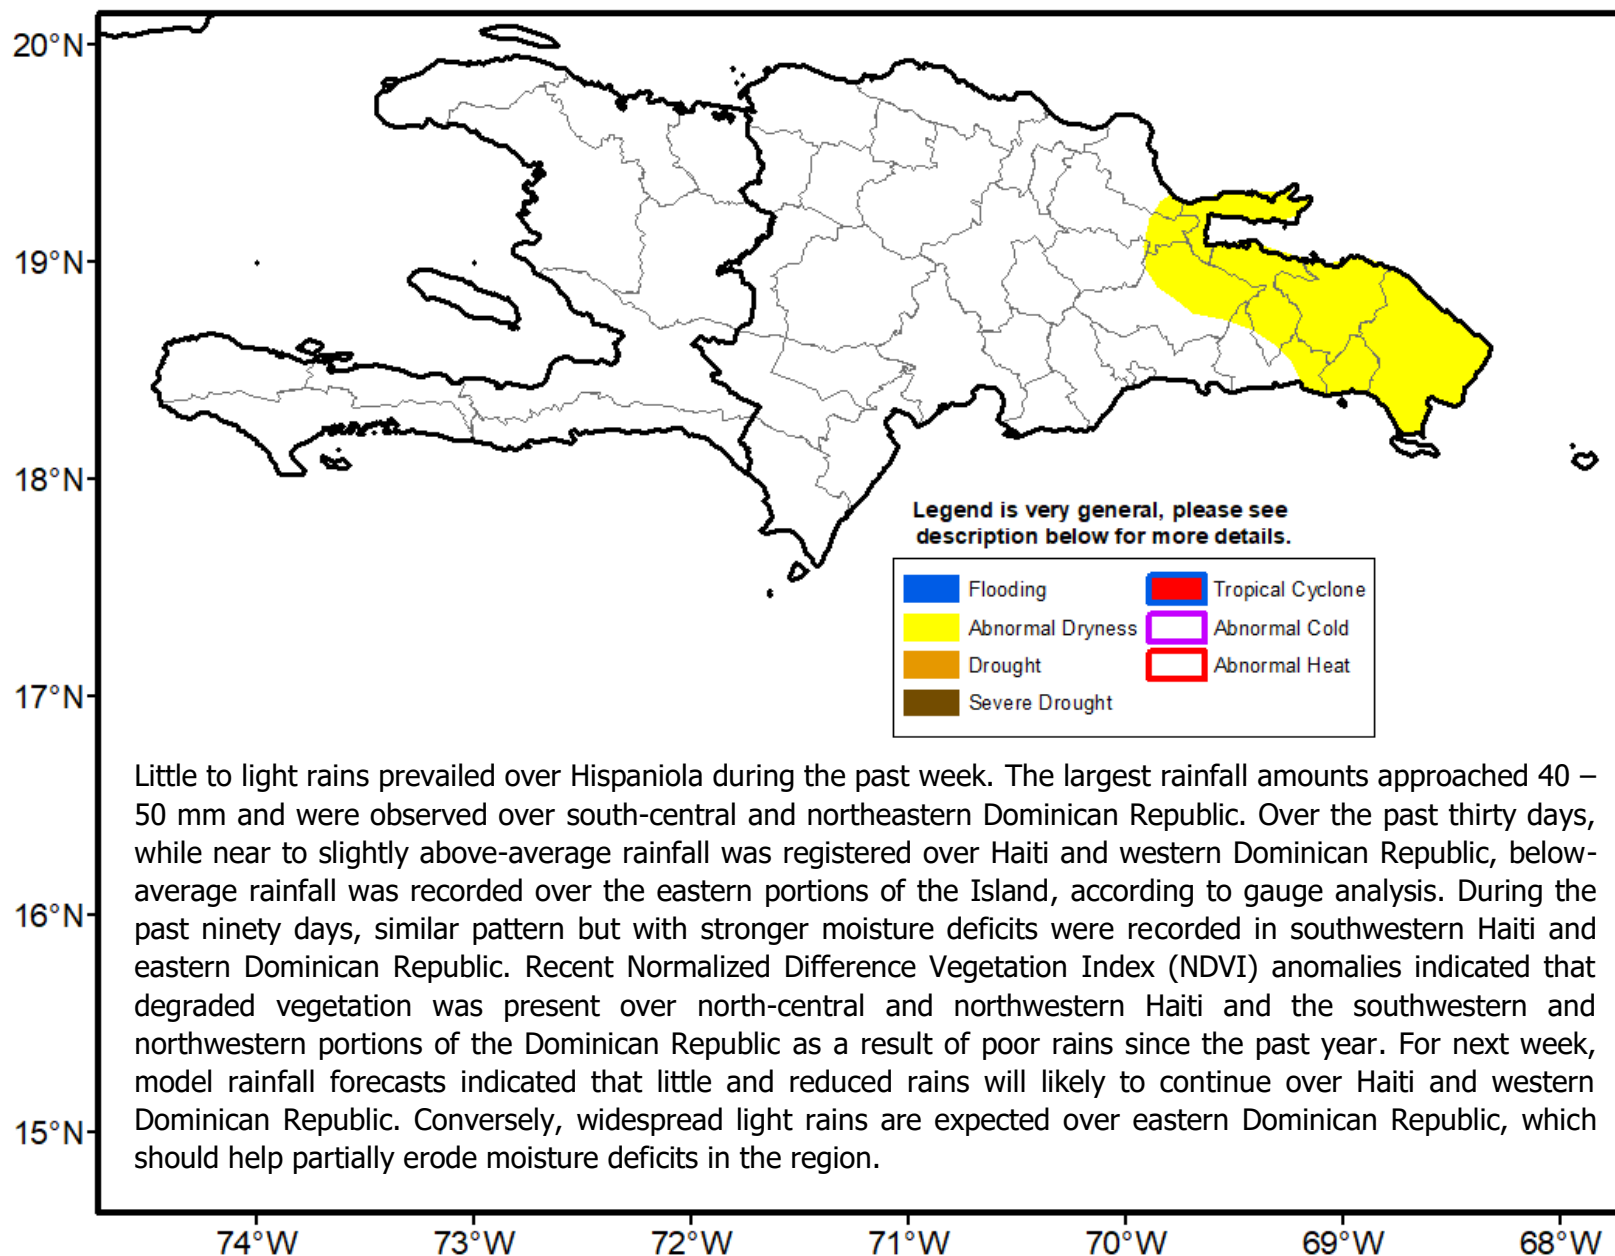 20°N
19°N
18°N
17°N
16°N
15°N
Legend is very general, please see
description below for more details.
Flooding
Tropical Cyclone
Abnormal Dryness
Abnormal Cold
Drought
Abnormal Heat
Severe Drought
Little to light rains prevailed over Hispaniola during the past week. The largest rainfall amounts approached 40 –
50 mm and were observed over south-central and northeastern Dominican Republic. Over the past thirty days,
while near to slightly above-average rainfall was registered over Haiti and western Dominican Republic, below-
average rainfall was recorded over the eastern portions of the Island, according to gauge analysis. During the
past ninety days, similar pattern but with stronger moisture deficits were recorded in southwestern Haiti and
eastern Dominican Republic. Recent Normalized Difference Vegetation Index (NDVI) anomalies indicated that
degraded vegetation was present over north-central and northwestern Haiti and the southwestern and
northwestern portions of the Dominican Republic as a result of poor rains since the past year. For next week,
model rainfall forecasts indicated that little and reduced rains will likely to continue over Haiti and western
Dominican Republic. Conversely, widespread light rains are expected over eastern Dominican Republic, which
should help partially erode moisture deficits in the region.
74°W
73°W
72°W
71°W
70°W
69°W
68°W